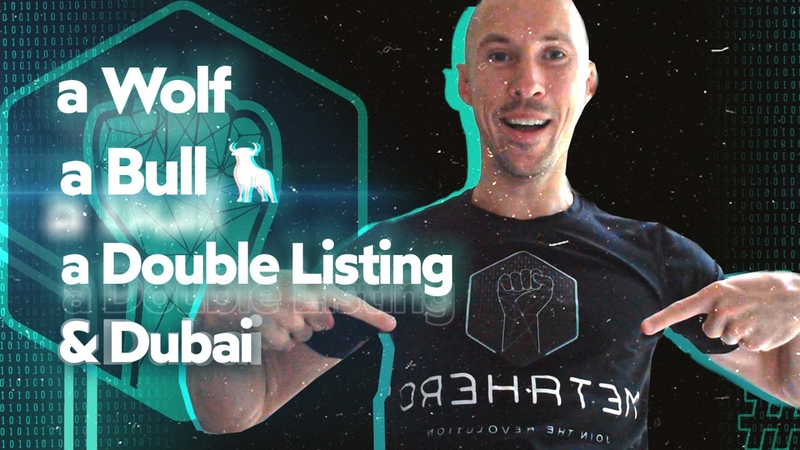 a Wolf
a Bull
a Double Listing
& Dubai
METAHERO
JOIN THE REVOLUTION